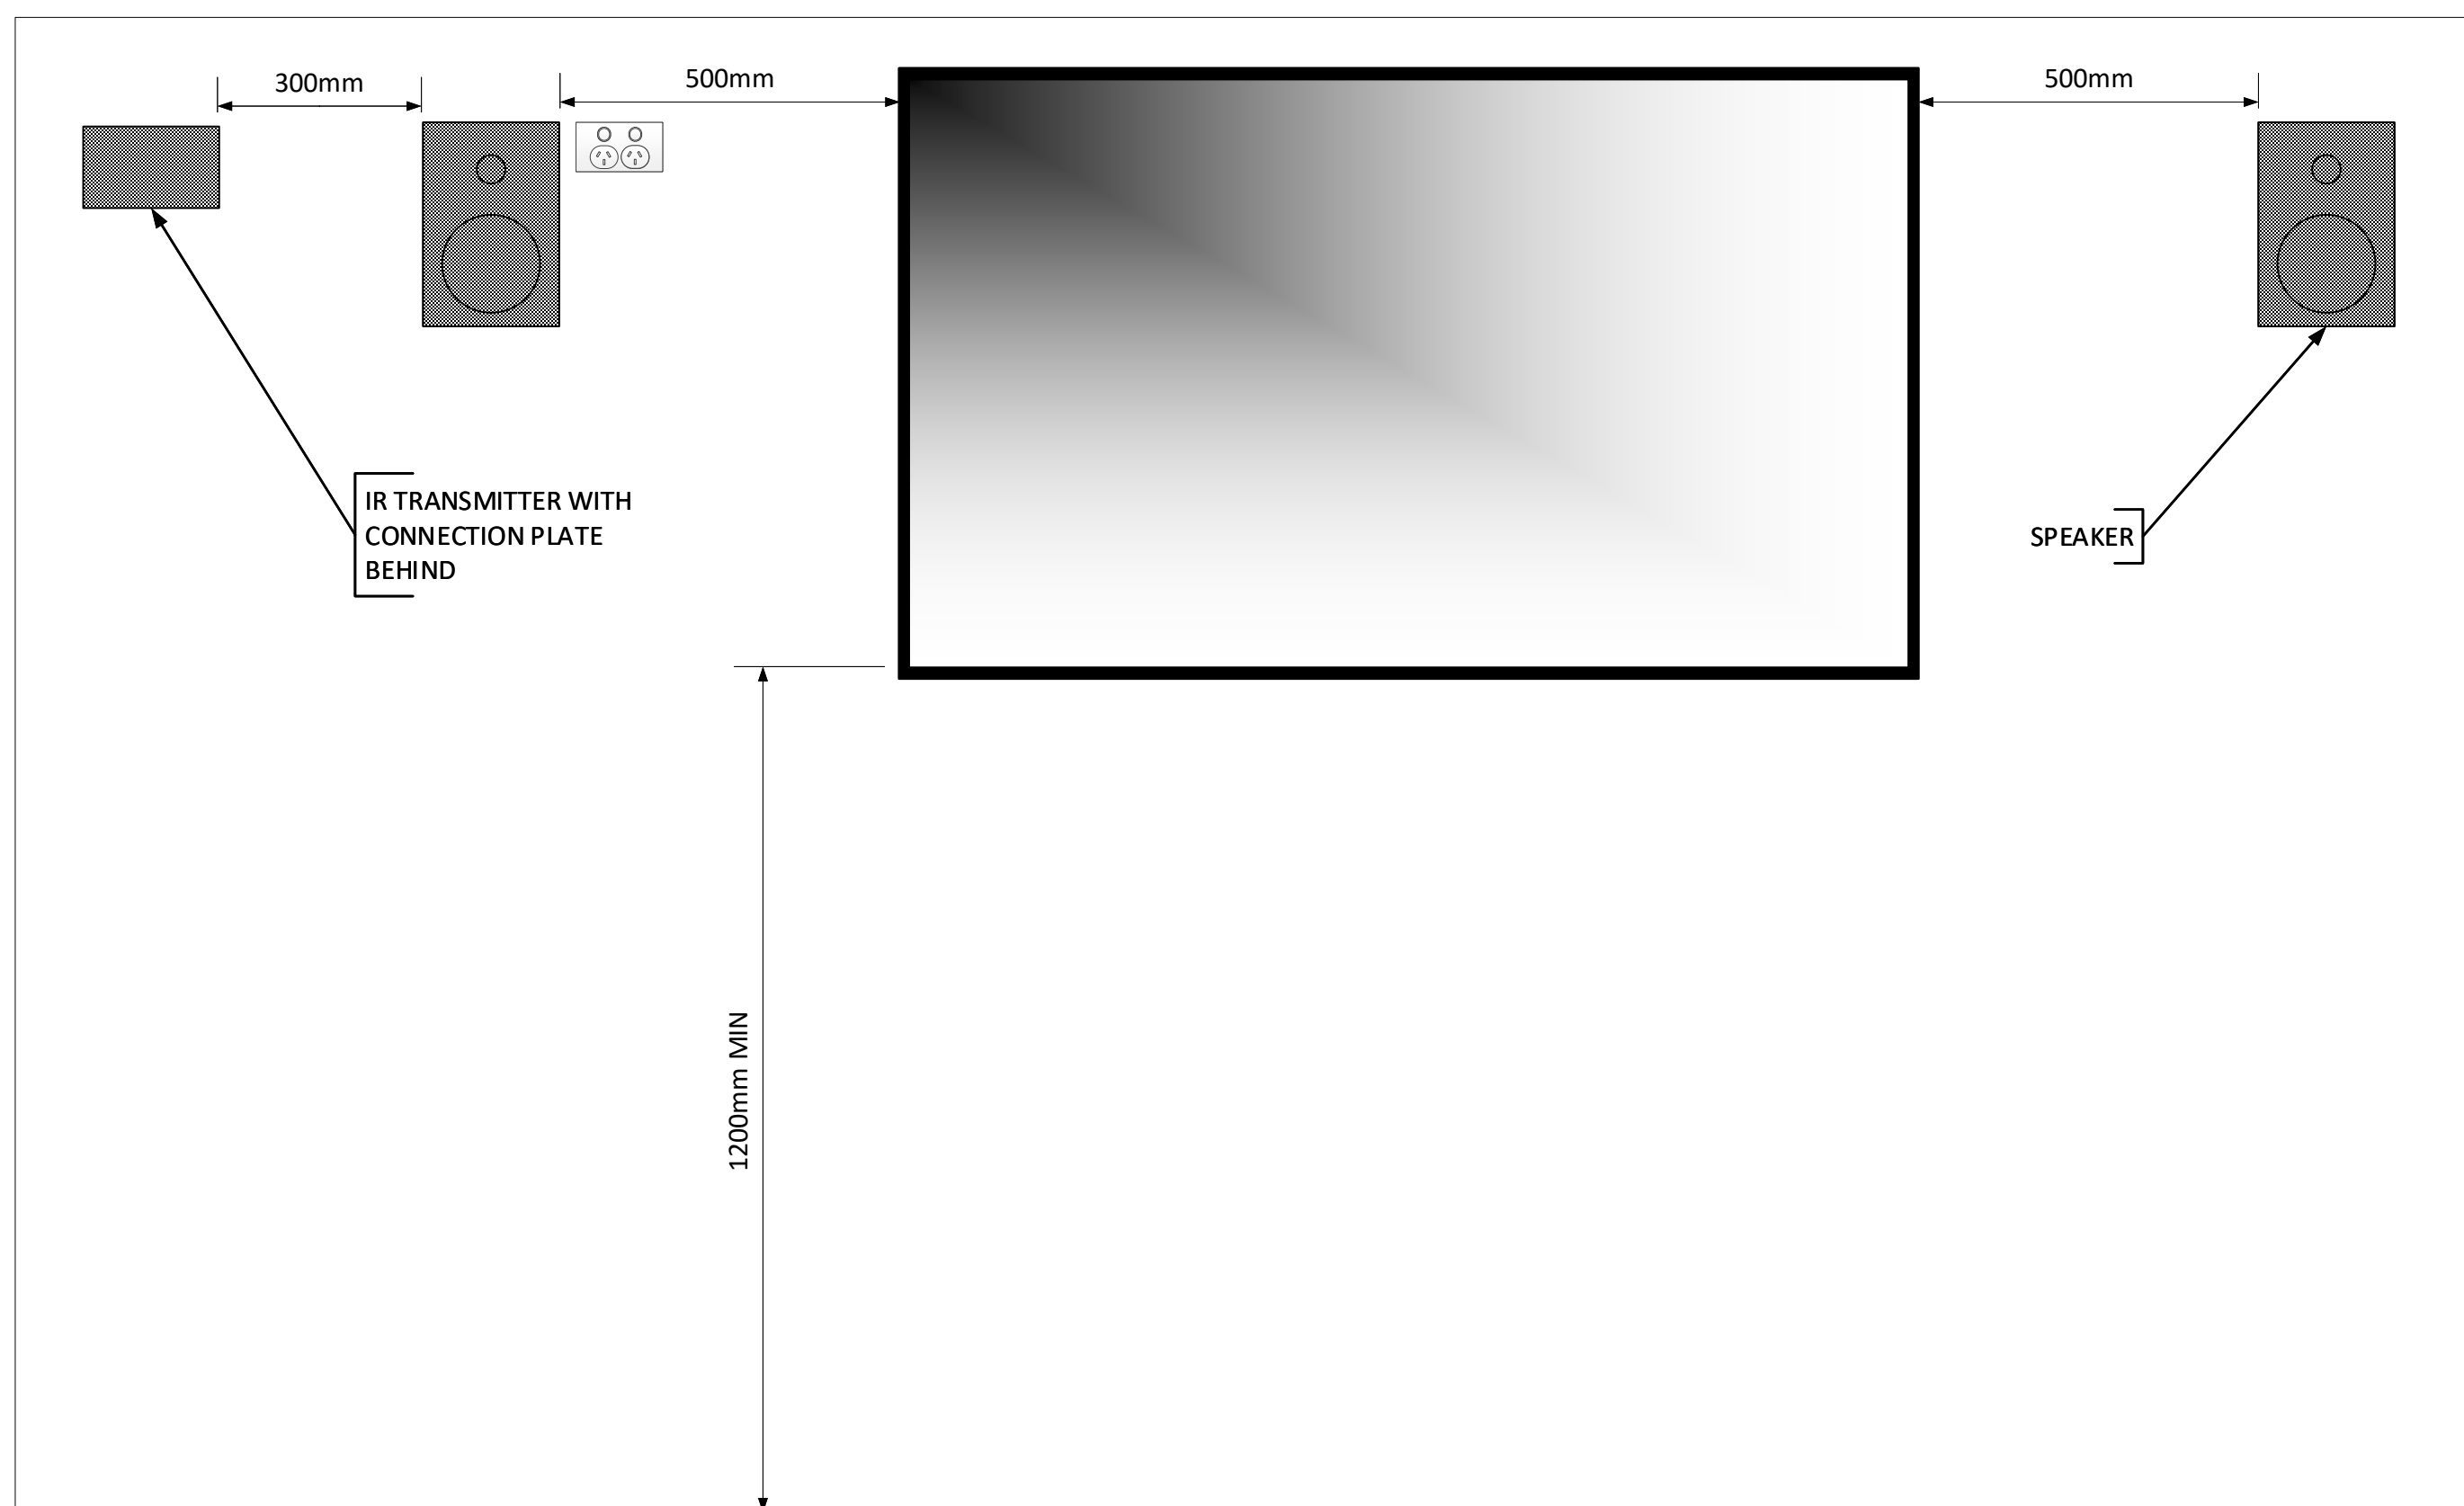 300mm
500mm
500mm
IR TRANSMITTER WITH
CONNECTION PLATE
BEHIND
SPEAKER
1200mm MIN